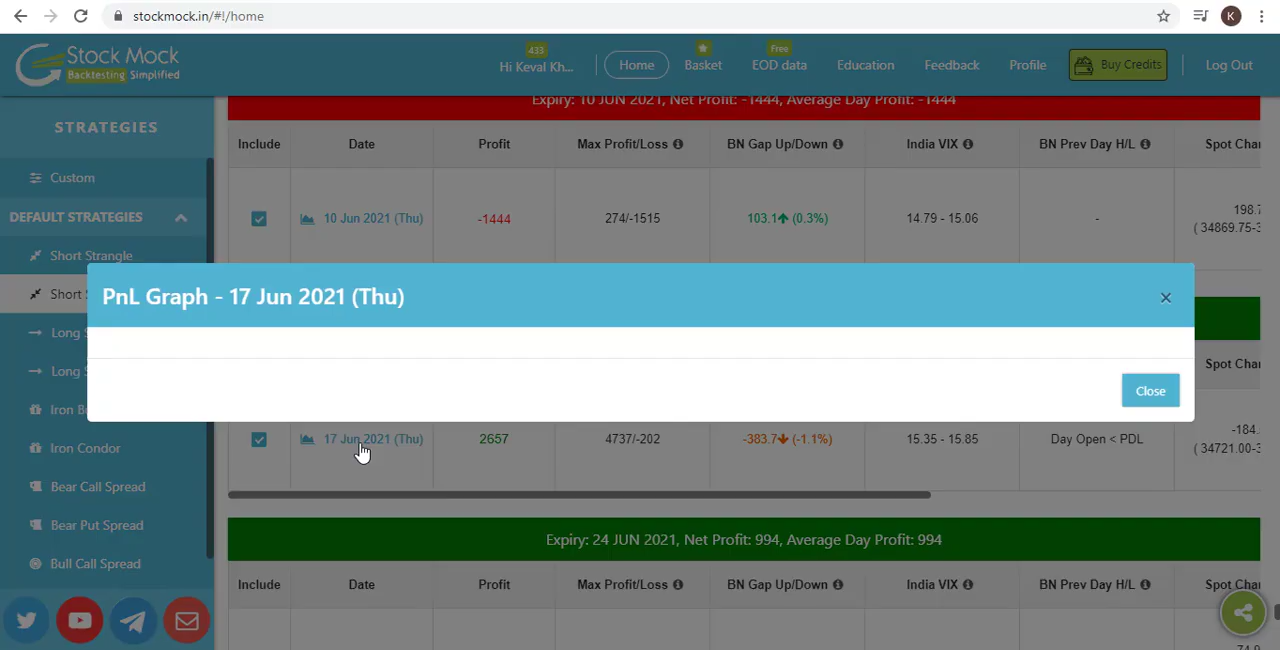 stockmock.in/#!/home
K
Stock Mock
Backtesting Simplified
433
Hi Keval Kh...
Home
Basket
Free
EOD data
Education
Feedback
Profile
Buy Credits
Log Out
STRATEGIES
Custom
DEFAULT STRATEGIES
Short Strangle
Short
Long
Long
Iron
Iron Condor
Bear Call Spread
Bear Put Spread
Bull Call Spread
Expiry: 10 JUN 2021, Net Profit: -1444, Average Day Profit: -1444
Include Date Profit Max Profit/Loss BN Gap Up/Down India VIX BN Prev Day H/L Spot Char
10 Jun 2021 (Thu) -1444 274/-1515 103.1 (0.3%) 14.79 - 15.06 - 198.7
( 34869.75-3
PnL Graph - 17 Jun 2021 (Thu)
×
Close
Spot Char
17 Jun 2021 (Thu) 2657 4737/-202 -383.7 (-1.1%) 15.35 - 15.85 Day Open < PDL -184.
( 34721.00-3
Expiry: 24 JUN 2021, Net Profit: 994, Average Day Profit: 994
Include Date Profit Max Profit/Loss BN Gap Up/Down India VIX BN Prev Day H/L Spot Char